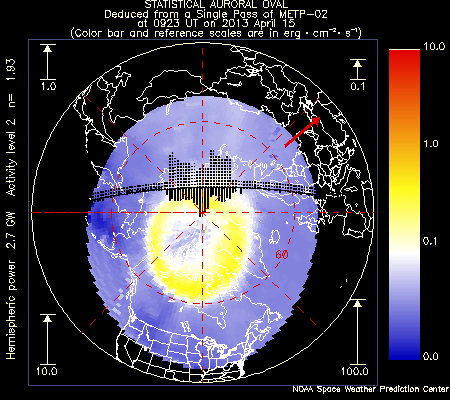 STATISTICAL AURORAL OVAL
Deduced from a Single Pass of METP-02
at 0923 UT on 2013 April 15
(Color bar and reference scales are in erg · cm⁻² · s⁻¹)
Hemispheric power 2.7 GW Activity level 2 n= 1.93
1.0
0.1
10.0
1.0
0.1
0.0
60
10.0
100.0
NOAA Space Weather Prediction Center